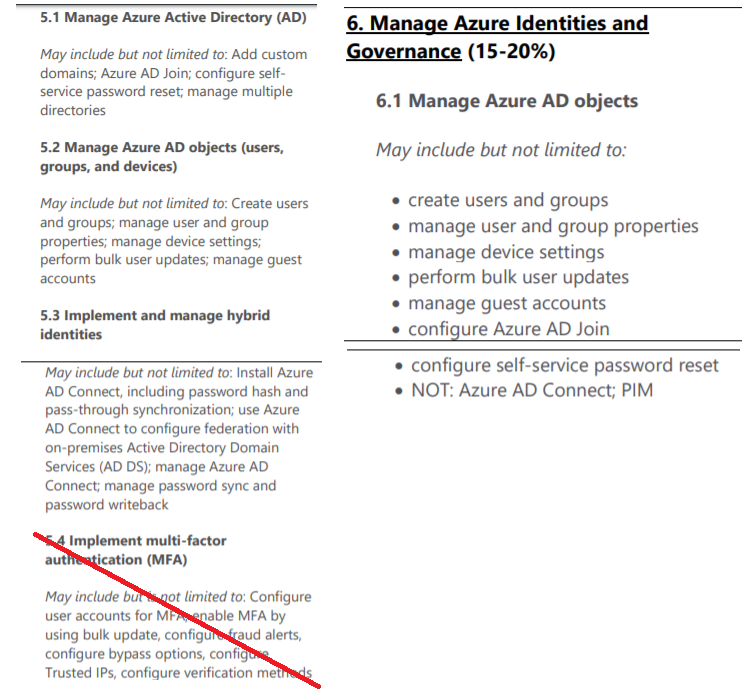 5.1 Manage Azure Active Directory (AD)
May include but not limited to: Add custom
domains; Azure AD Join; configure self-
service password reset; manage multiple
directories
5.2 Manage Azure AD objects (users,
groups, and devices)
May include but not limited to: Create users
and groups; manage user and group
properties; manage device settings;
perform bulk user updates; manage guest
accounts
5.3 Implement and manage hybrid
identities
May include but not limited to: Install Azure
AD Connect, including password hash and
pass-through synchronization; use Azure
AD Connect to configure federation with
on-premises Active Directory Domain
Services (AD DS); manage Azure AD
Connect; manage password sync and
password writeback
5.4 Implement multi-factor
authentication (MFA)
May include but is not limited to: Configure
user accounts for MFA, enable MFA by
using bulk update, configure fraud alerts,
configure bypass options, configure
Trusted IPs, configure verification methods
6. Manage Azure Identities and
Governance (15-20%)
6.1 Manage Azure AD objects
May include but not limited to:
• create users and groups
• manage user and group properties
• manage device settings
• perform bulk user updates
• manage guest accounts
• configure Azure AD Join
• configure self-service password reset
• NOT: Azure AD Connect; PIM